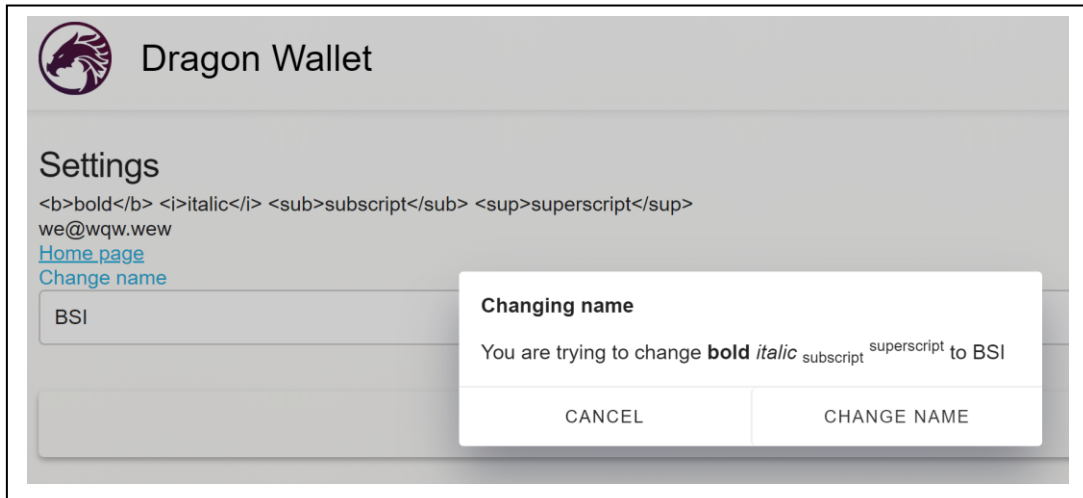 Dragon Wallet
Settings
<b>bold</b> <i>italic</i> <sub>subscript</sub> <sup>superscript</sup>
we@wqw.wew
Home page
Change name
BSI
Changing name
You are trying to change bold italic subscript superscript to BSI
CANCEL
CHANGE NAME